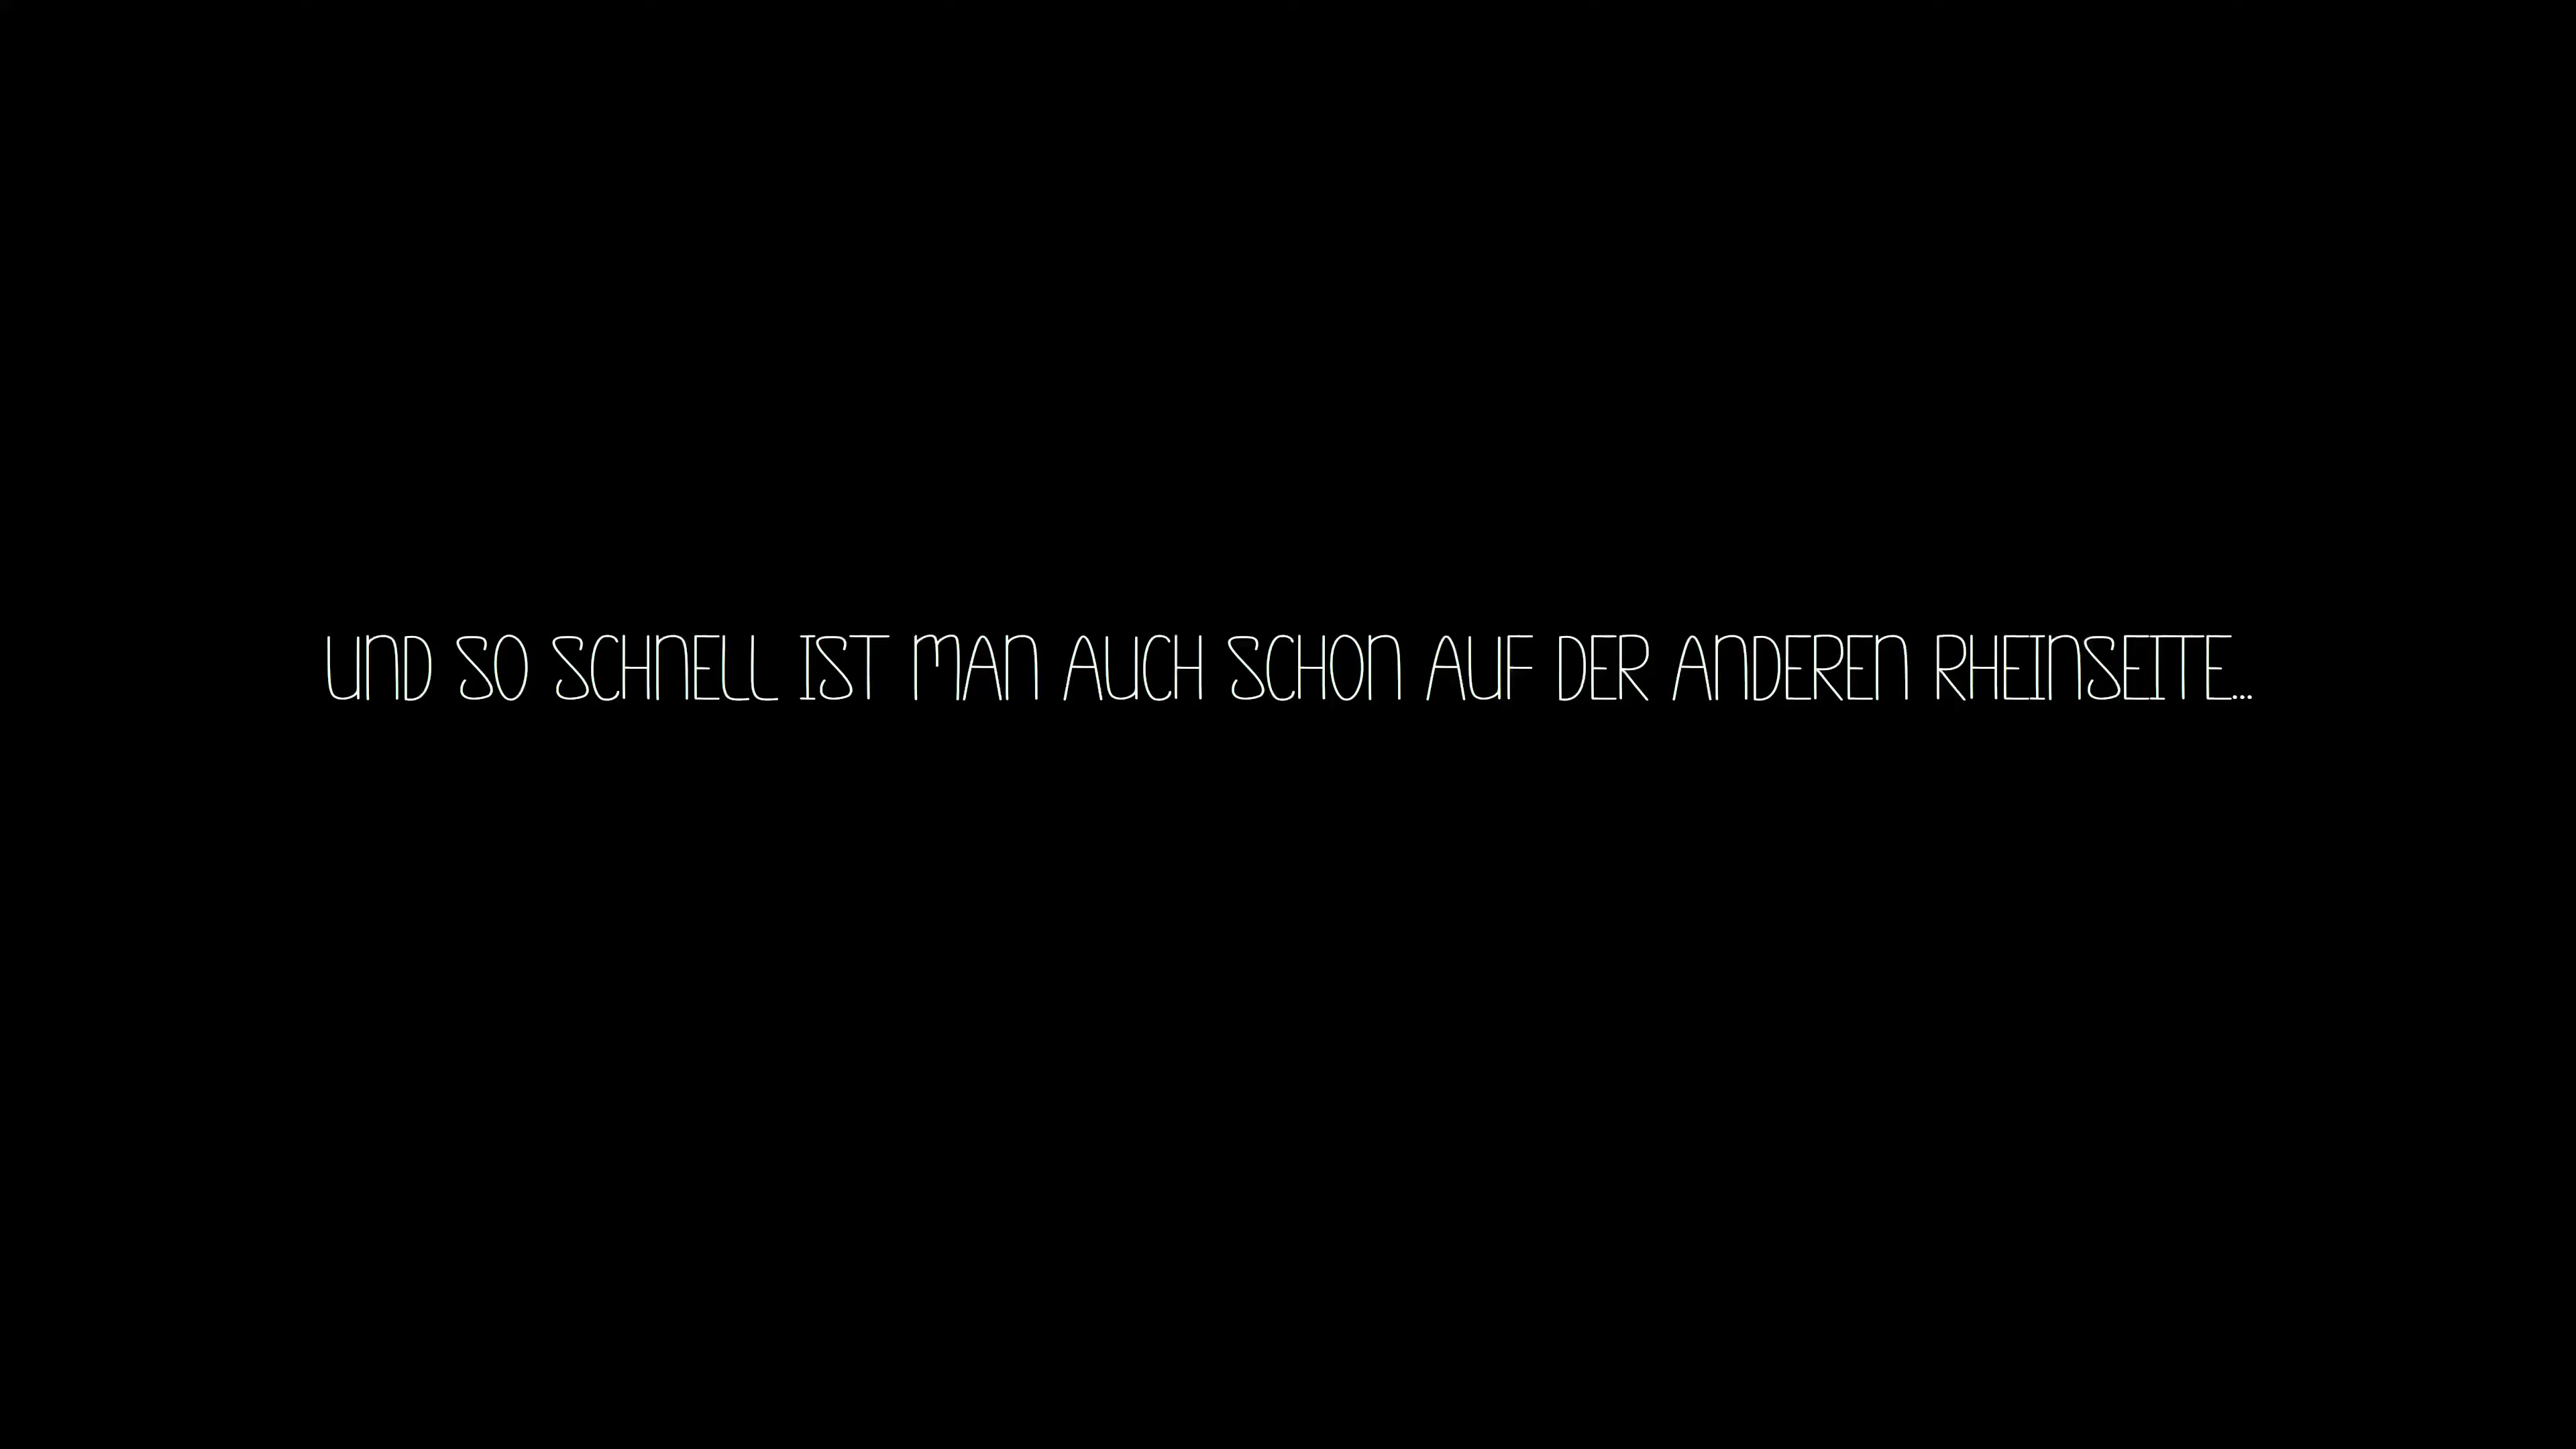 UND SO SCHNELL IST MAN AUCH SCHON AUF DER ANDEREN RHEINSEITE...